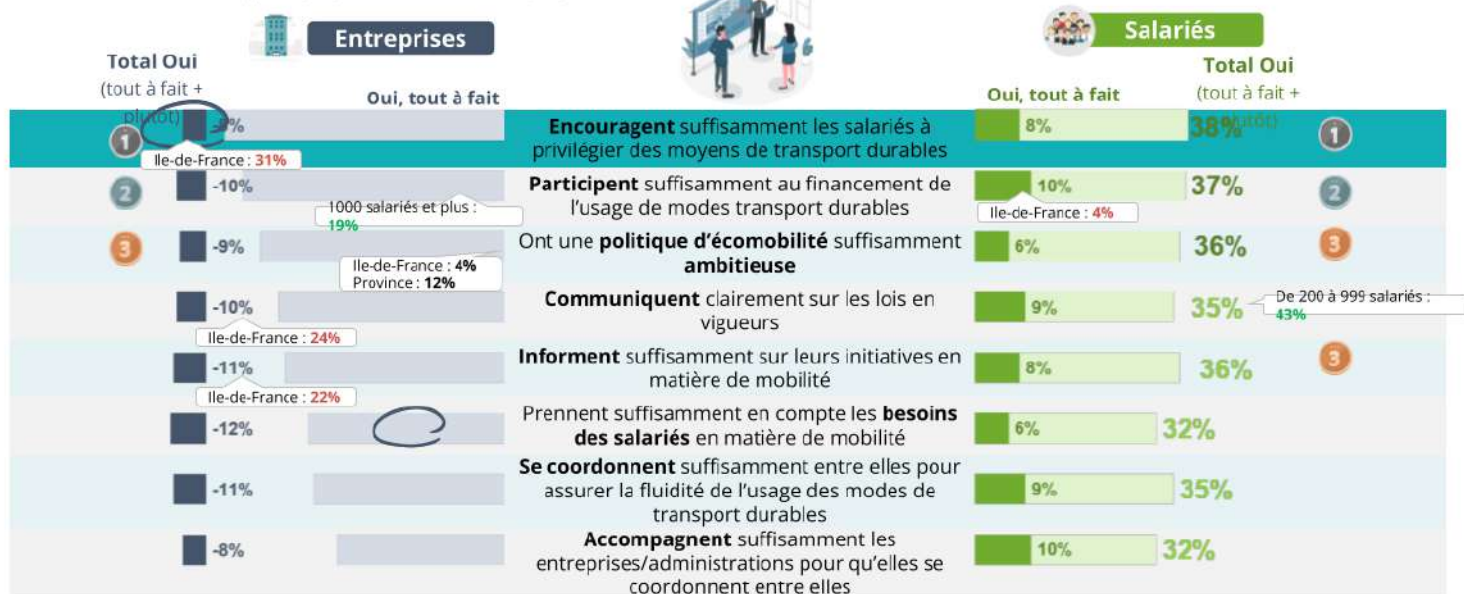 Entreprises
Salariés
Total Oui
(tout à fait +
plutôt)
Oui, tout à fait
Oui, tout à fait
Total Oui
(tout à fait +
1
Encouragent suffisamment les salariés à
privilégier des moyens de transport durables
8%
38%
1
Ile-de-France : 31%
2
-10%
1000 salariés et plus :
19%
Participent suffisamment au financement de
l'usage de modes transport durables
10%
Ile-de-France : 4%
37%
2
3
-9%
Ile-de-France : 4%
Province : 12%
Ont une politique d'écomobilité suffisamment
ambitieuse
6%
36%
3
-10%
Ile-de-France : 24%
Communiquent clairement sur les lois en
vigueurs
9%
35%
De 200 à 999 salariés :
43%
-11%
Ile-de-France : 22%
Informent suffisamment sur leurs initiatives en
matière de mobilité
8%
36%
3
-12%
Prennent suffisamment en compte les besoins
des salariés en matière de mobilité
6%
32%
-11%
Se coordonnent suffisamment entre elles pour
assurer la fluidité de l'usage des modes de
transport durables
9%
35%
-8%
Accompagnent suffisamment les
entreprises/administrations pour qu'elles se
coordonnent entre elles
10%
32%